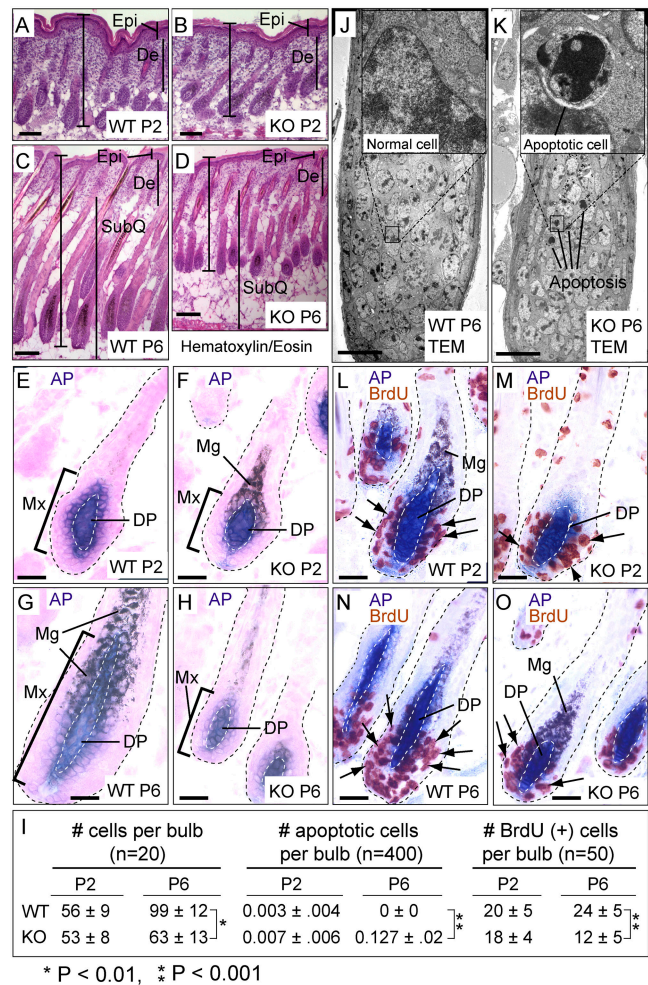 A
Epi
De
WT P2
B
Epi
De
KO P2
C
Epi
De
SubQ
WT P6
D
Epi
De
SubQ
KO P6
Hematoxylin/Eosin
J
Normal cell
WT P6
TEM
K
Apoptotic cell
Apoptosis
KO P6
TEM
E
AP
Mx
DP
WT P2
F
AP
Mg
Mx
DP
KO P2
L
AP
BrdU
Mg
DP
WT P2
M
AP
BrdU
DP
KO P2
G
AP
Mg
Mx
DP
WT P6
H
AP
Mx
DP
KO P6
N
AP
BrdU
DP
WT P6
O
AP
BrdU
Mg
DP
KO P6
I
# cells per bulb (n=20)
# apoptotic cells per bulb (n=400)
# BrdU (+) cells per bulb (n=50)
P2 P6 P2 P6 P2 P6
WT 56 ± 9 99 ± 12 0.003 ± .004 0 ± 0 20 ± 5 24 ± 5
* ** **
KO 53 ± 8 63 ± 13 0.007 ± .006 0.127 ± .02 18 ± 4 12 ± 5
* P < 0.01, ** P < 0.001